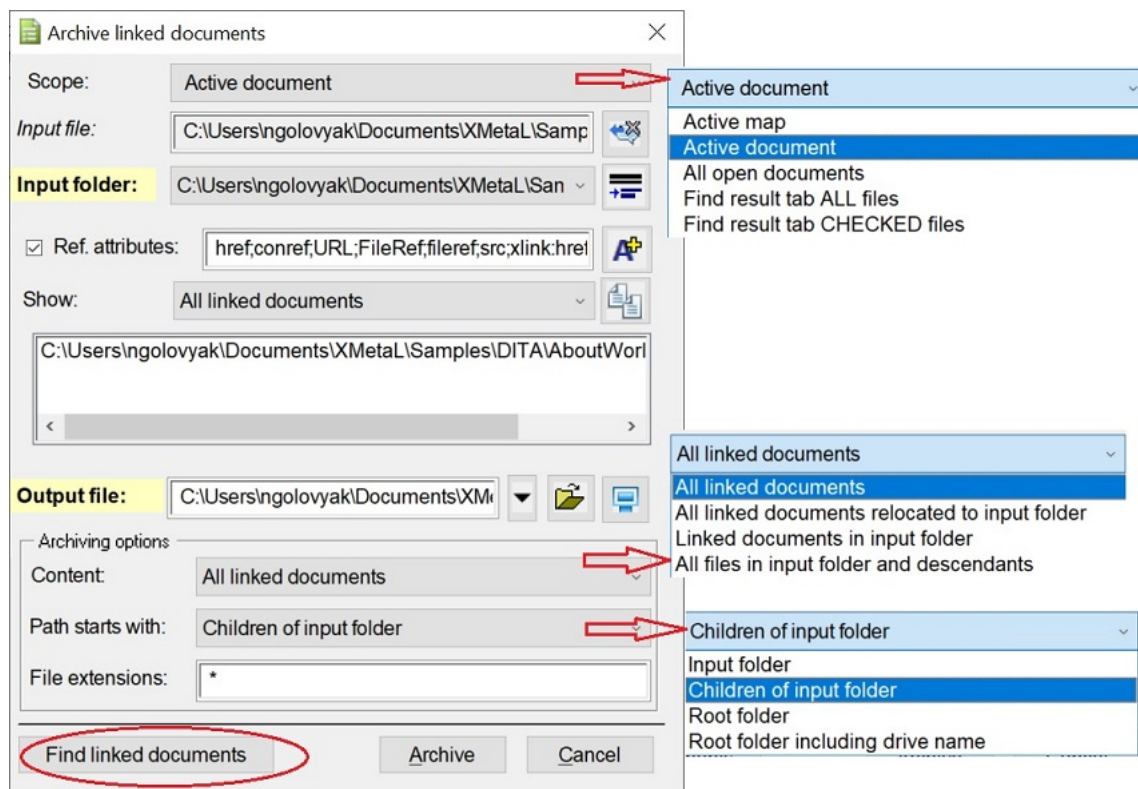 Archive linked documents
Scope: Active document
Input file: C:\Users\ngolovyak\Documents\XMetaL\Samp
Input folder: C:\Users\ngolovyak\Documents\XMetaL\San
Ref. attributes: href;conref;URL;FileRef;fileref;src;xlink:href
Show: All linked documents
C:\Users\ngolovyak\Documents\XMetaL\Samples\DITA\AboutWorl
Output file: C:\Users\ngolovyak\Documents\XM
Archiving options
Content: All linked documents
Path starts with: Children of input folder
File extensions: *
Find linked documents Archive Cancel
Active document
Active map
Active document
All open documents
Find result tab ALL files
Find result tab CHECKED files
All linked documents
All linked documents
All linked documents relocated to input folder
Linked documents in input folder
All files in input folder and descendants
Children of input folder
Input folder
Children of input folder
Root folder
Root folder including drive name